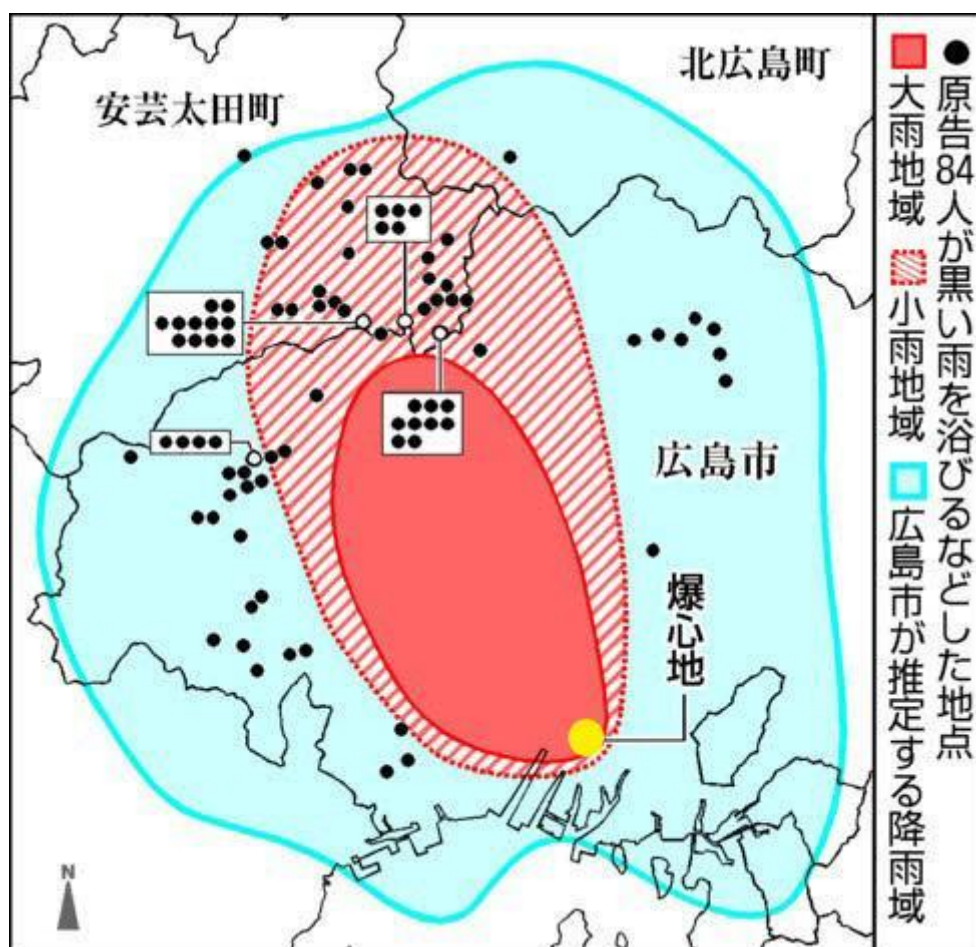 安芸太田町
北広島町
広島市
爆心地
N
●原告84人が黒い雨を浴びるなどした地点
大雨地域 小雨地域 広島市が推定する降雨域